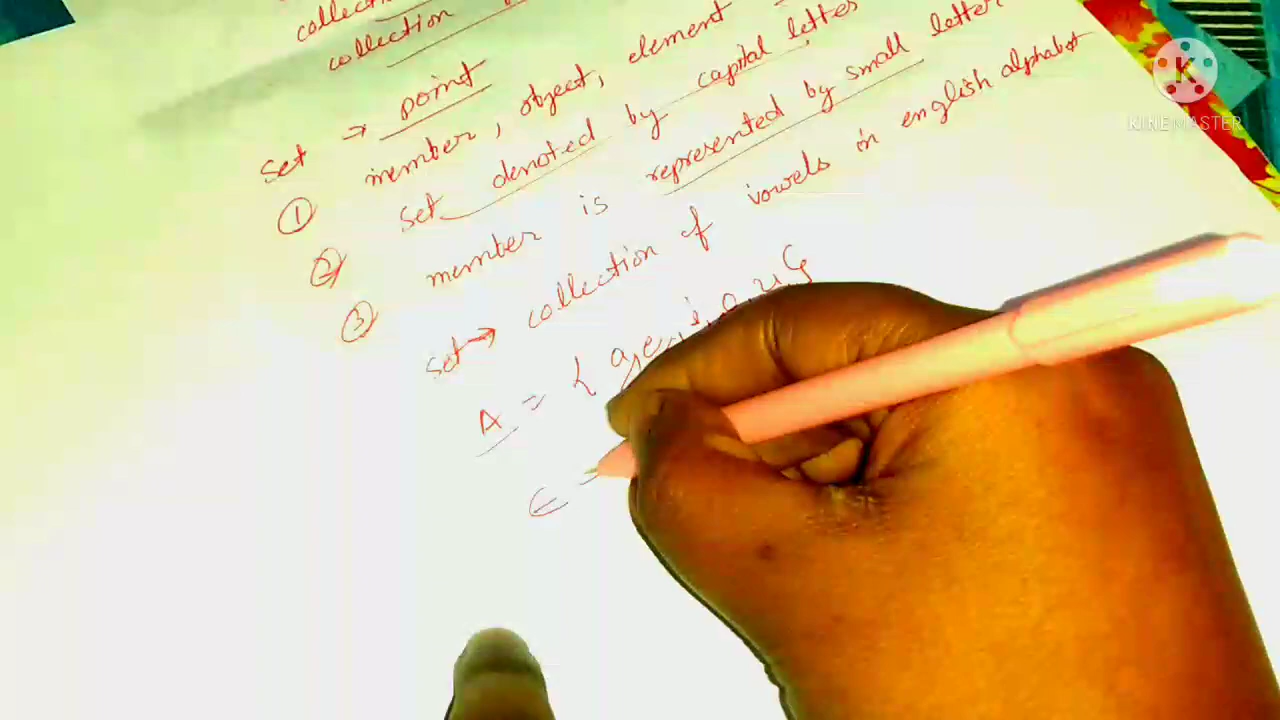 collection
collection
Set → point
① member, object, element
② Set denoted by capital letter
③ member is represented by small letter
Set → collection of vowels in english alphabet
A = { a, e, i, o, u }
∈
KINEMASTER